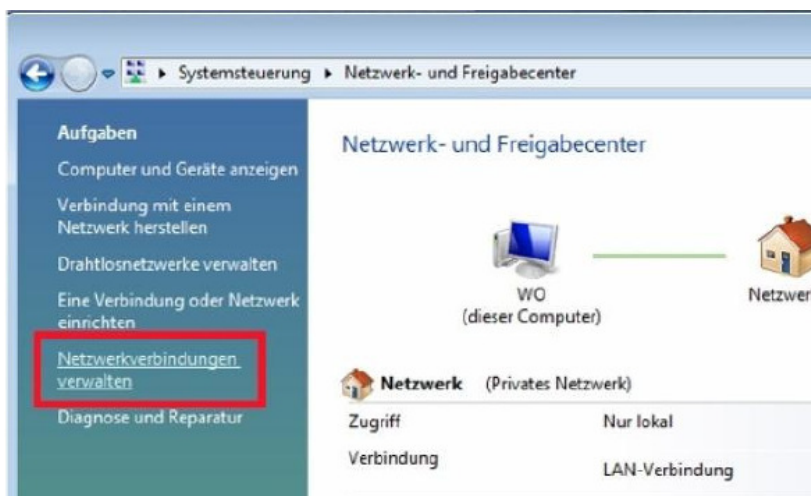 Systemsteuerung ▸ Netzwerk- und Freigabecenter
Aufgaben
Computer und Geräte anzeigen
Verbindung mit einem
Netzwerk herstellen
Drahtlosnetzwerke verwalten
Eine Verbindung oder Netzwerk
einrichten
Netzwerkverbindungen
verwalten
Diagnose und Reparatur
Netzwerk- und Freigabecenter
WO
(dieser Computer)
Netzwer
Netzwerk (Privates Netzwerk)
Zugriff Nur lokal
Verbindung LAN-Verbindung